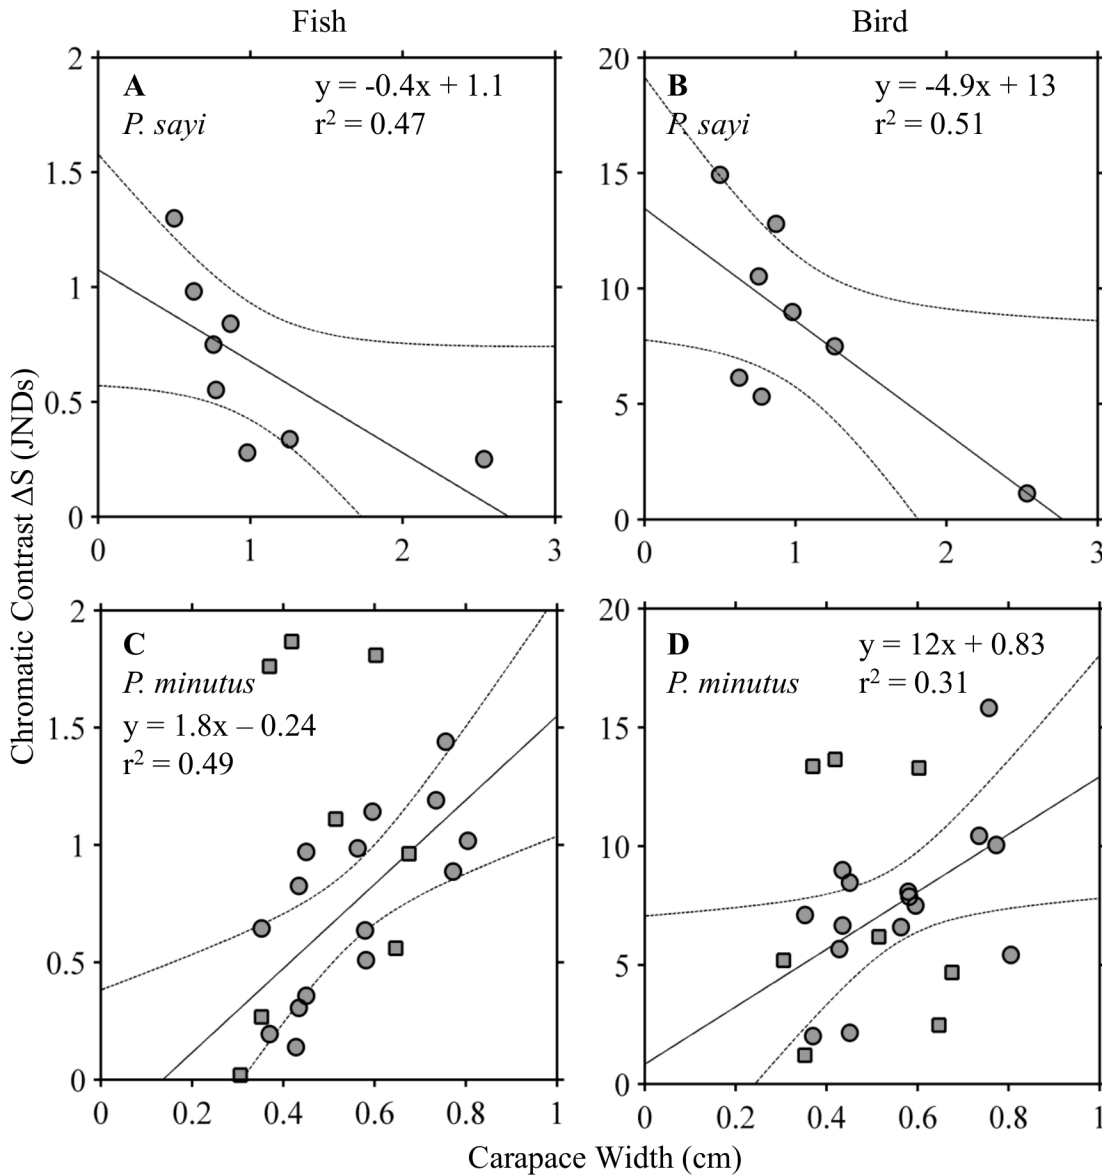 Fish
Bird
A
P. sayi
y = -0.4x + 1.1
r² = 0.47
2
1.5
1
0.5
0
0 1 2 3
B
P. sayi
y = -4.9x + 13
r² = 0.51
20
15
10
5
0
0 1 2 3
Chromatic Contrast ΔS (JNDs)
C
P. minutus
y = 1.8x – 0.24
r² = 0.49
2
1.5
1
0.5
0
0 0.2 0.4 0.6 0.8 1
D
P. minutus
y = 12x + 0.83
r² = 0.31
20
15
10
5
0
0 0.2 0.4 0.6 0.8 1
Carapace Width (cm)